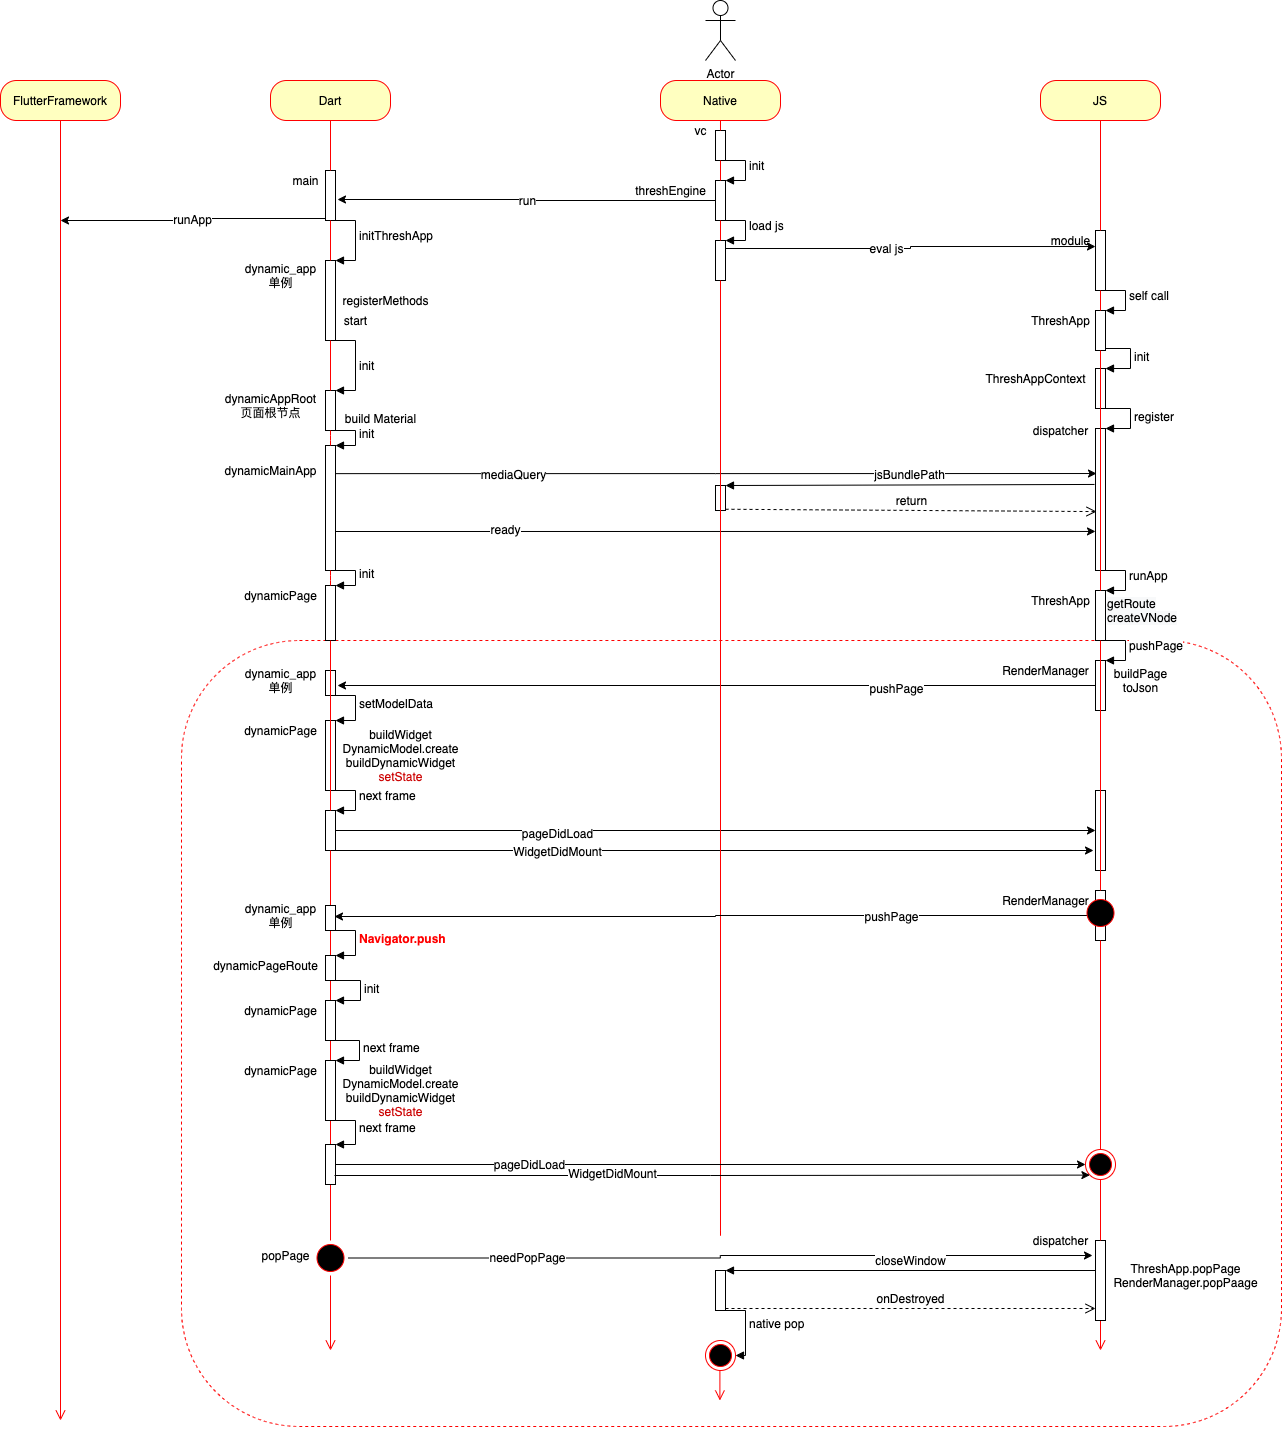 Actor
FlutterFramework
Dart
Native
JS
vc
init
main
threshEngine
run
runApp
load js
initThreshApp
module
eval js
dynamic_app
单例
self call
registerMethods
start
ThreshApp
init
init
ThreshAppContext
dynamicAppRoot
页面根节点
build Material
register
init
dispatcher
dynamicMainApp
mediaQuery
jsBundlePath
return
ready
init
runApp
dynamicPage
ThreshApp
getRoute
createVNode
pushPage
dynamic_app
单例
RenderManager
buildPage
toJson
pushPage
setModelData
dynamicPage
buildWidget
DynamicModel.create
buildDynamicWidget
setState
next frame
pageDidLoad
WidgetDidMount
RenderManager
dynamic_app
单例
pushPage
Navigator.push
dynamicPageRoute
init
dynamicPage
next frame
dynamicPage
buildWidget
DynamicModel.create
buildDynamicWidget
setState
next frame
pageDidLoad
WidgetDidMount
dispatcher
popPage
needPopPage
closeWindow
ThreshApp.popPage
RenderManager.popPaage
onDestroyed
native pop